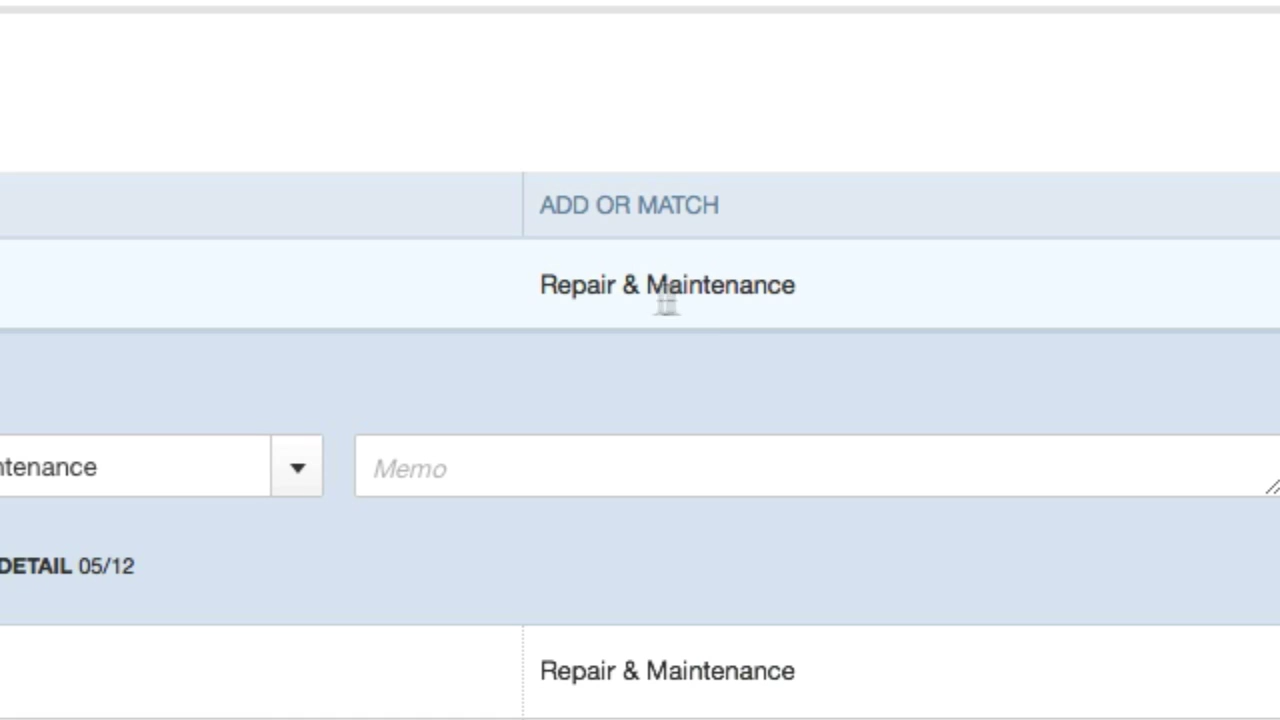 ADD OR MATCH
Repair & Maintenance
ntenance
Memo
DETAIL 05/12
Repair & Maintenance